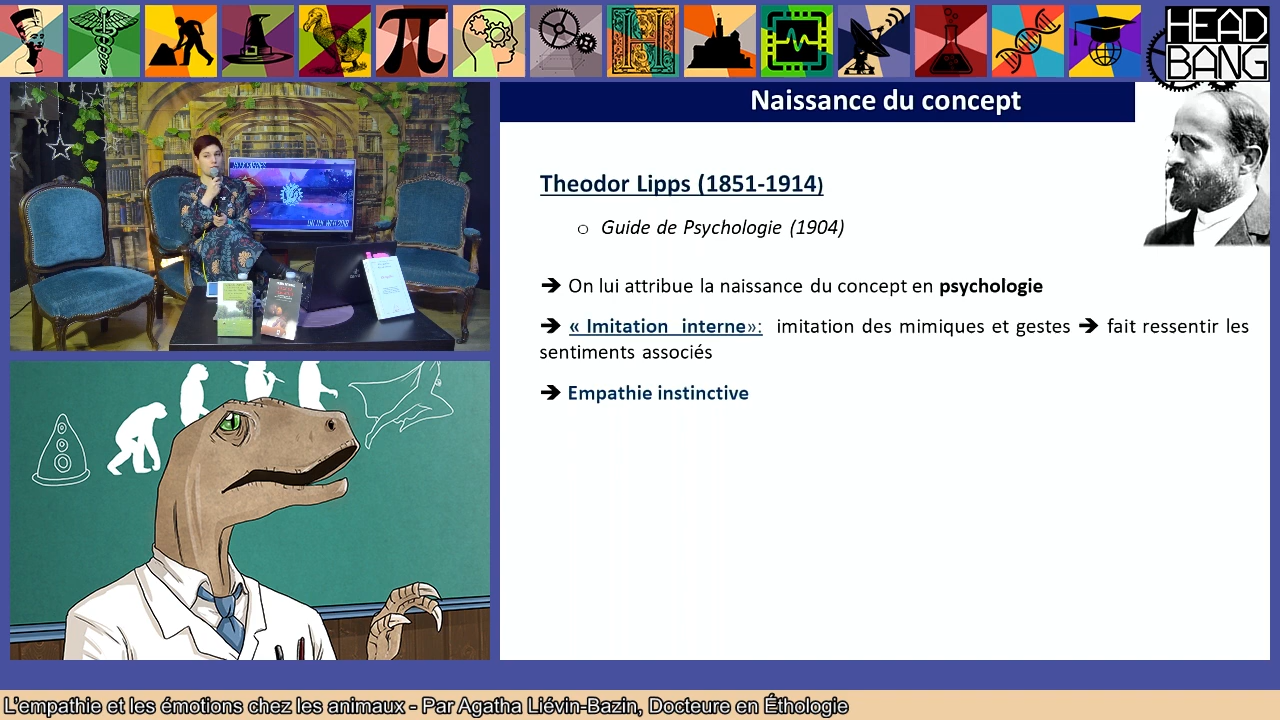 HEAD
BANG
Naissance du concept
Theodor Lipps (1851-1914)
o Guide de Psychologie (1904)
➔ On lui attribue la naissance du concept en psychologie
➔ « Imitation interne»: imitation des mimiques et gestes ➔ fait ressentir les
sentiments associés
➔ Empathie instinctive
L'empathie et les émotions chez les animaux - Par Agatha Liévin-Bazin, Docteure en Éthologie